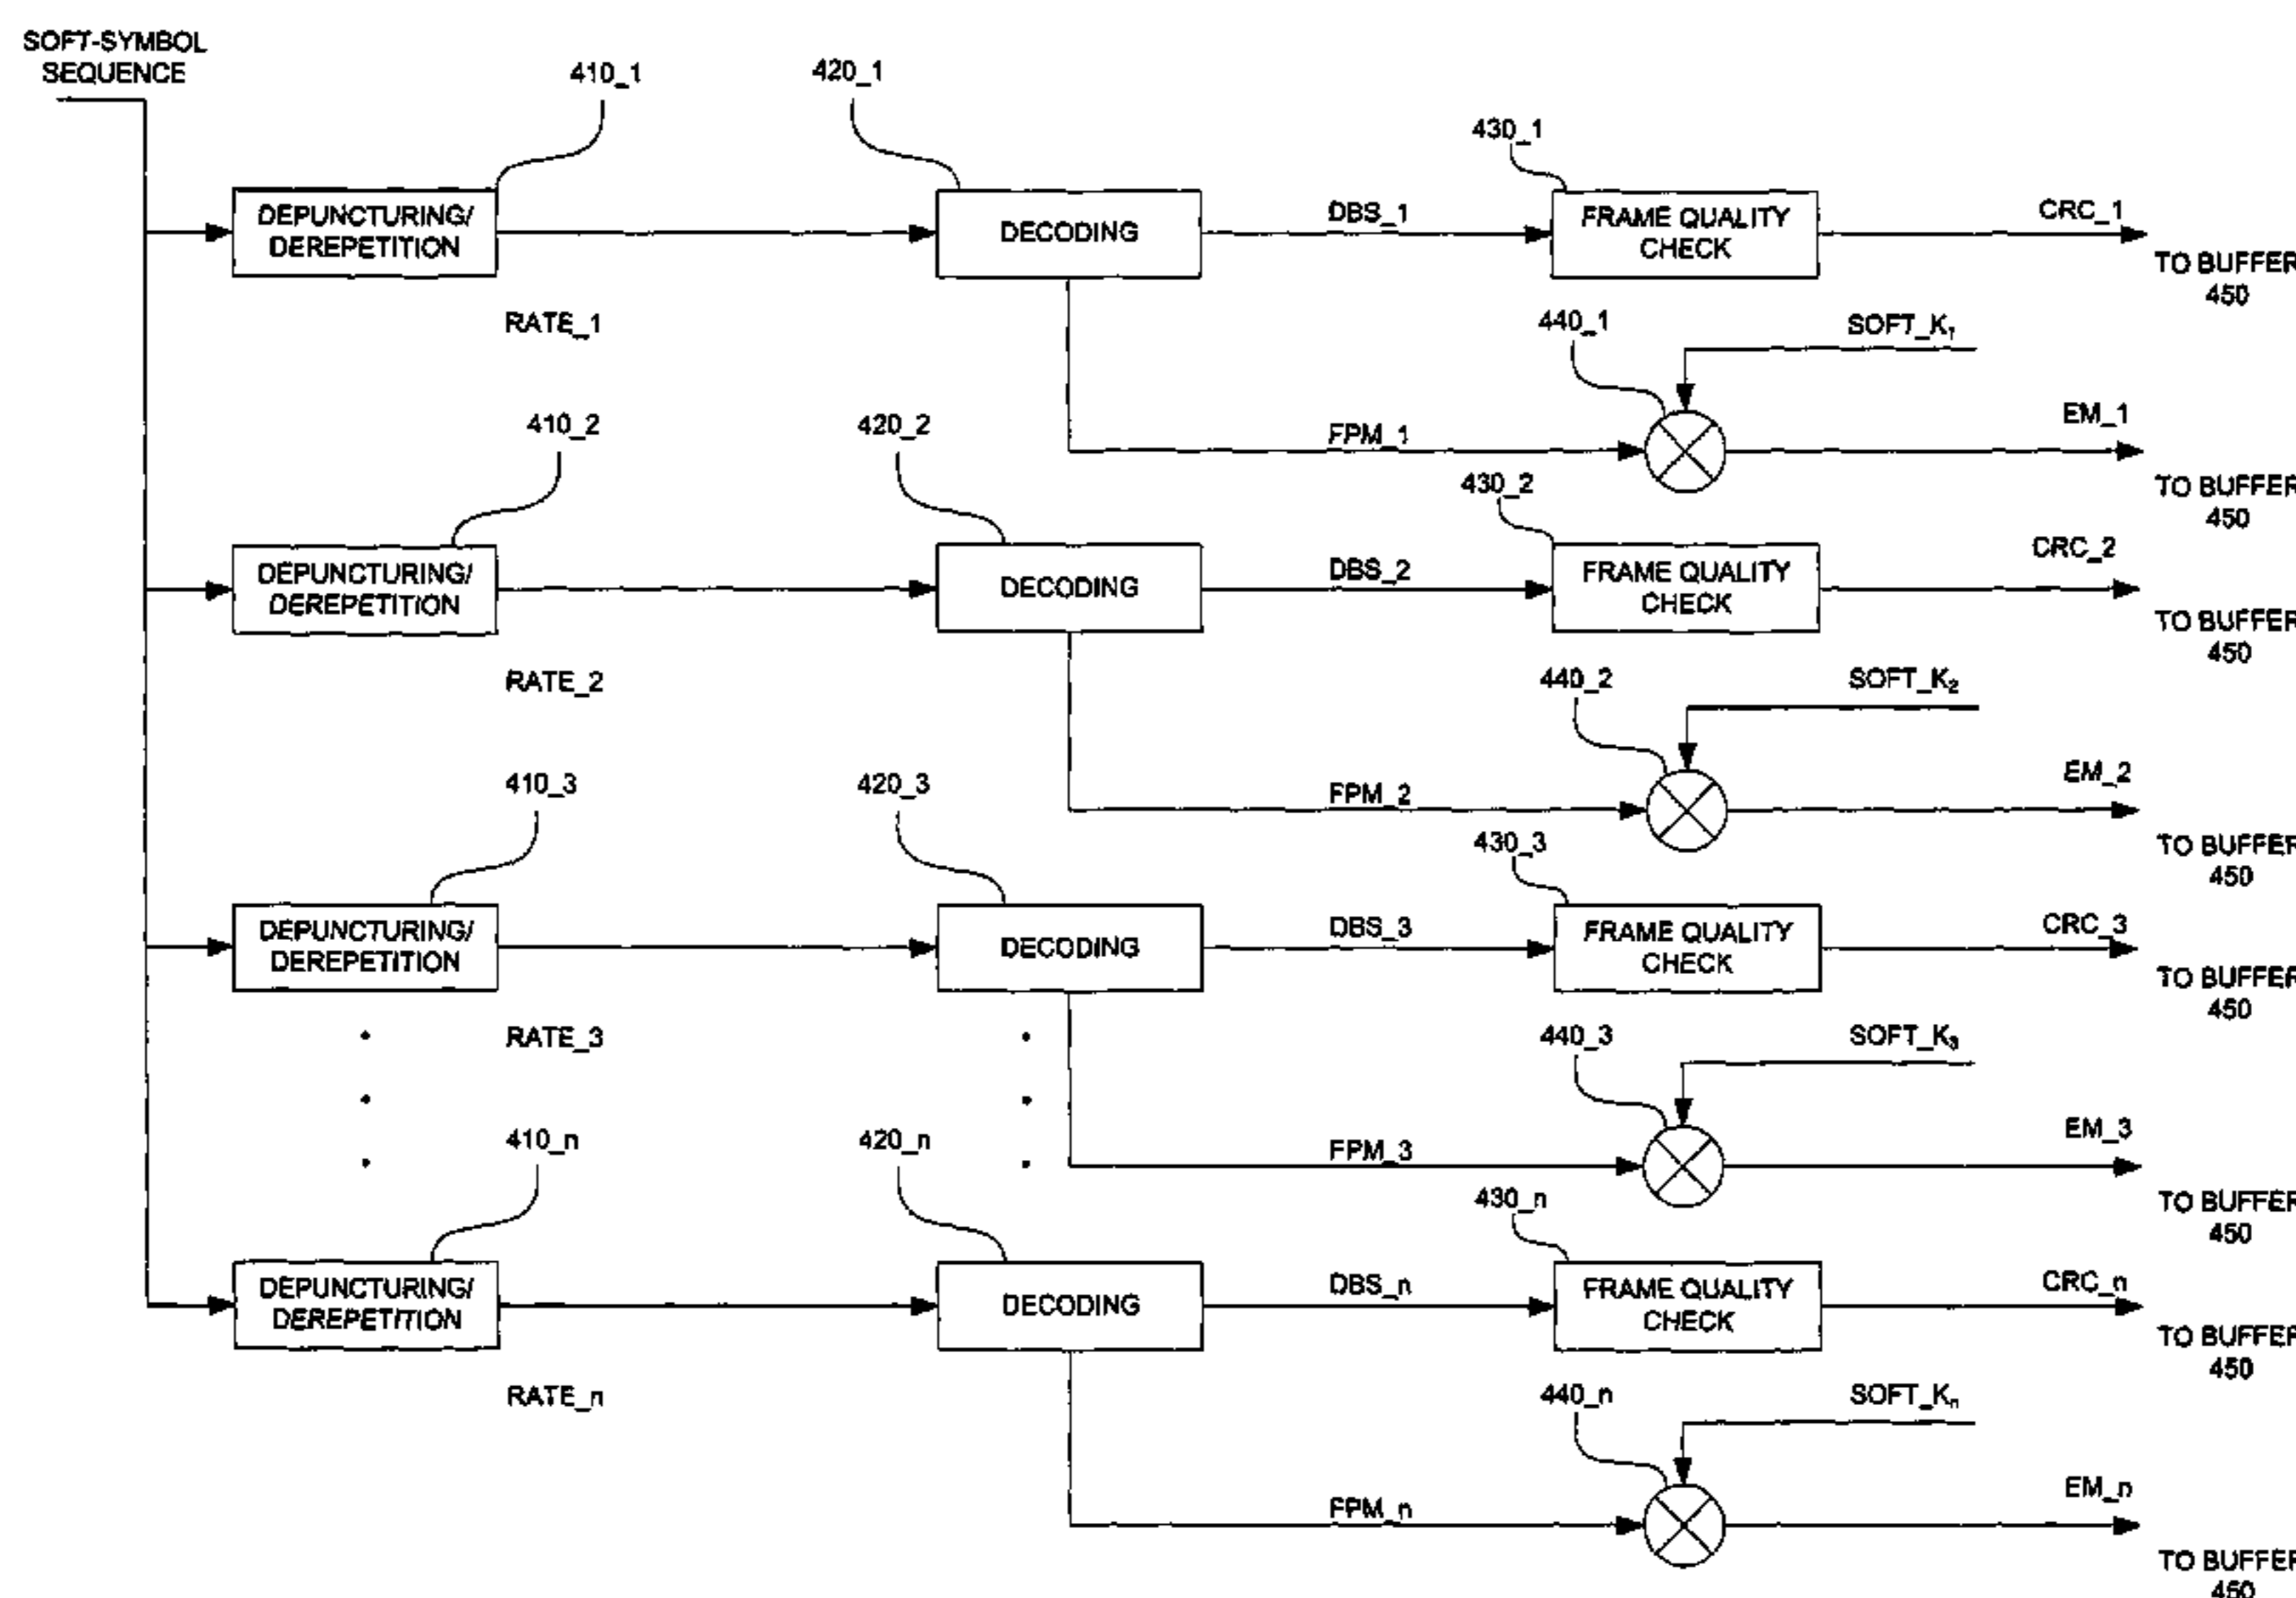 SOFT-SYMBOL
SEQUENCE
410_1
420_1
430_1
DEPUNCTURING/
DEREPETITION
DECODING
DBS_1
FRAME QUALITY
CHECK
CRC_1
TO BUFFER
450
RATE_1
440_1
SOFT_K1
FPM_1
EM_1
TO BUFFER
450
410_2
420_2
430_2
DEPUNCTURING/
DEREPETITION
DECODING
DBS_2
FRAME QUALITY
CHECK
CRC_2
TO BUFFER
450
RATE_2
440_2
SOFT_K2
FPM_2
EM_2
TO BUFFER
450
410_3
420_3
430_3
DEPUNCTURING/
DEREPETITION
DECODING
DBS_3
FRAME QUALITY
CHECK
CRC_3
TO BUFFER
450
RATE_3
440_3
SOFT_K3
FPM_3
EM_3
TO BUFFER
450
410_n
420_n
430_n
DEPUNCTURING/
DEREPETITION
DECODING
DBS_n
FRAME QUALITY
CHECK
CRC_n
TO BUFFER
450
RATE_n
440_n
SOFT_Kn
FPM_n
EM_n
TO BUFFER
450